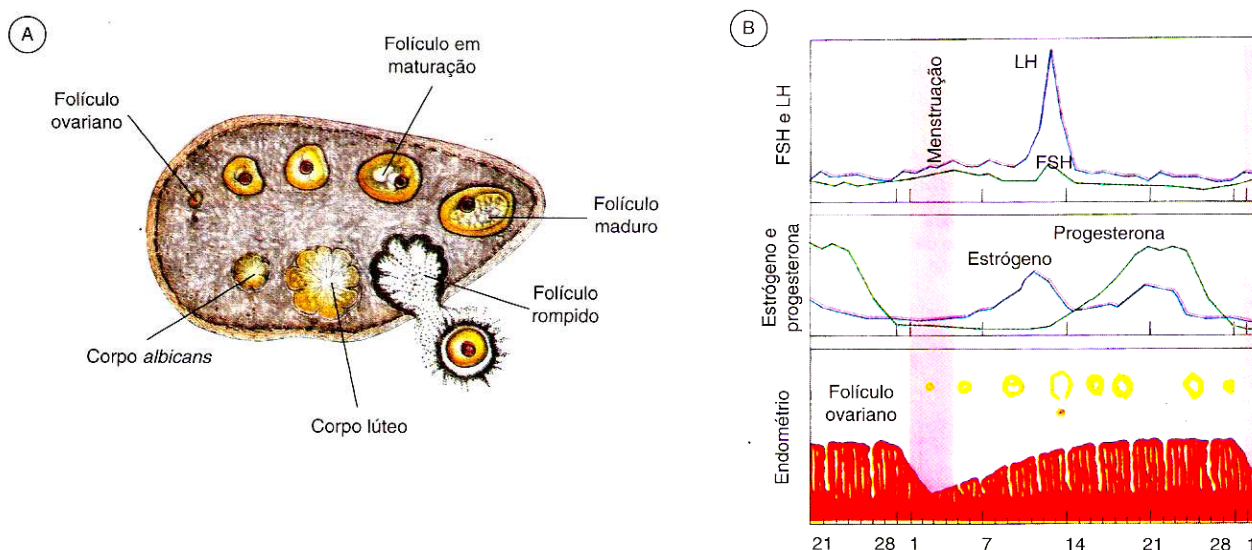 A
Folículo em
maturação
Folículo
ovariano
Folículo
maduro
Folículo
rompido
Corpo albicans
Corpo lúteo
B
FSH e LH
Menstruação
LH
FSH
Estrógeno e
progesterona
Progesterona
Estrógeno
Endométrio
Folículo
ovariano
21 28 1 7 14 21 28 1